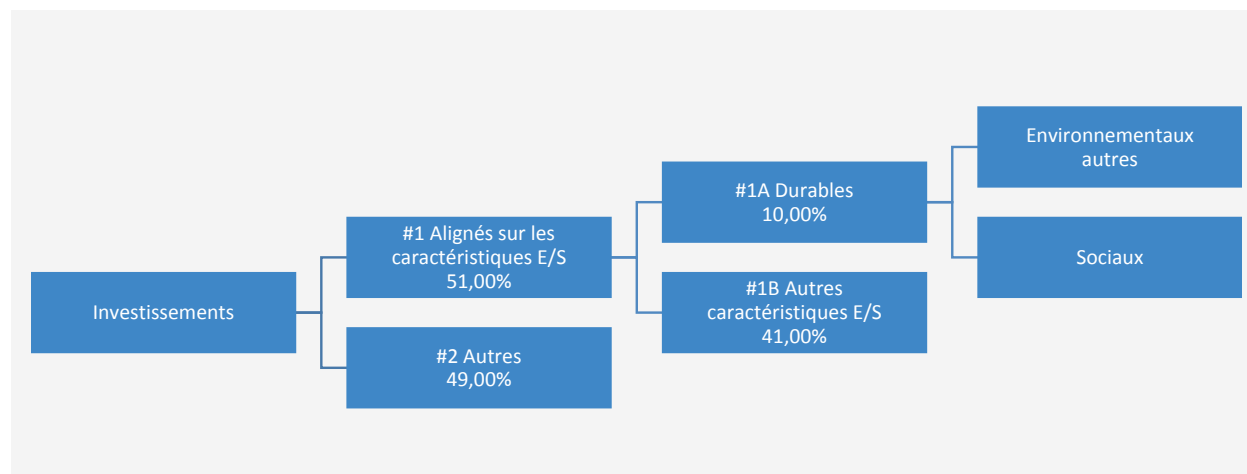 Investissements
#1 Alignés sur les
caractéristiques E/S
51,00%
#2 Autres
49,00%
#1A Durables
10,00%
#1B Autres
caractéristiques E/S
41,00%
Environnementaux
autres
Sociaux